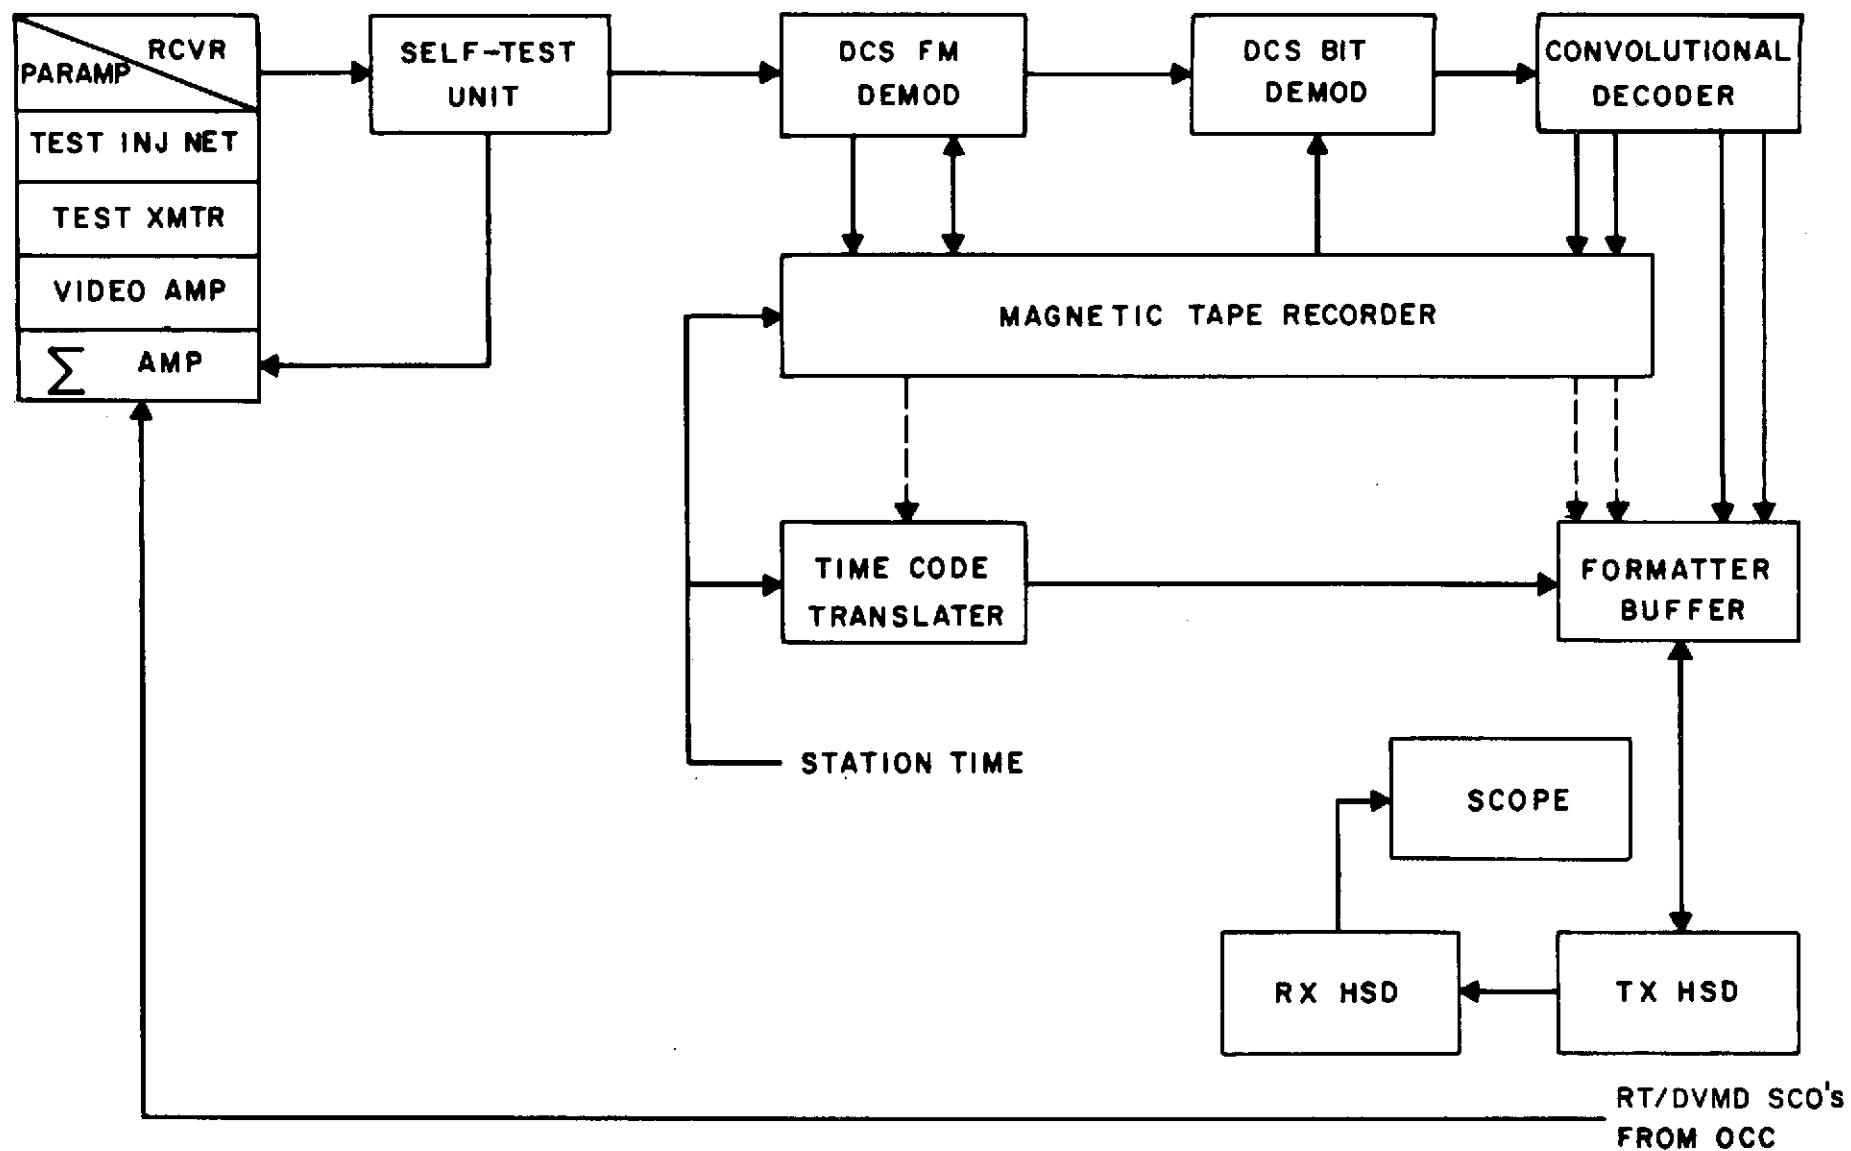 RCVR
PARAMP
TEST INJ NET
TEST XMTR
VIDEO AMP
∑ AMP
SELF-TEST
UNIT
DCS FM
DEMOD
DCS BIT
DEMOD
CONVOLUTIONAL
DECODER
MAGNETIC TAPE RECORDER
TIME CODE
TRANSLATER
FORMATTER
BUFFER
STATION TIME
SCOPE
RX HSD
TX HSD
RT/DVMD SCO's
FROM OCC